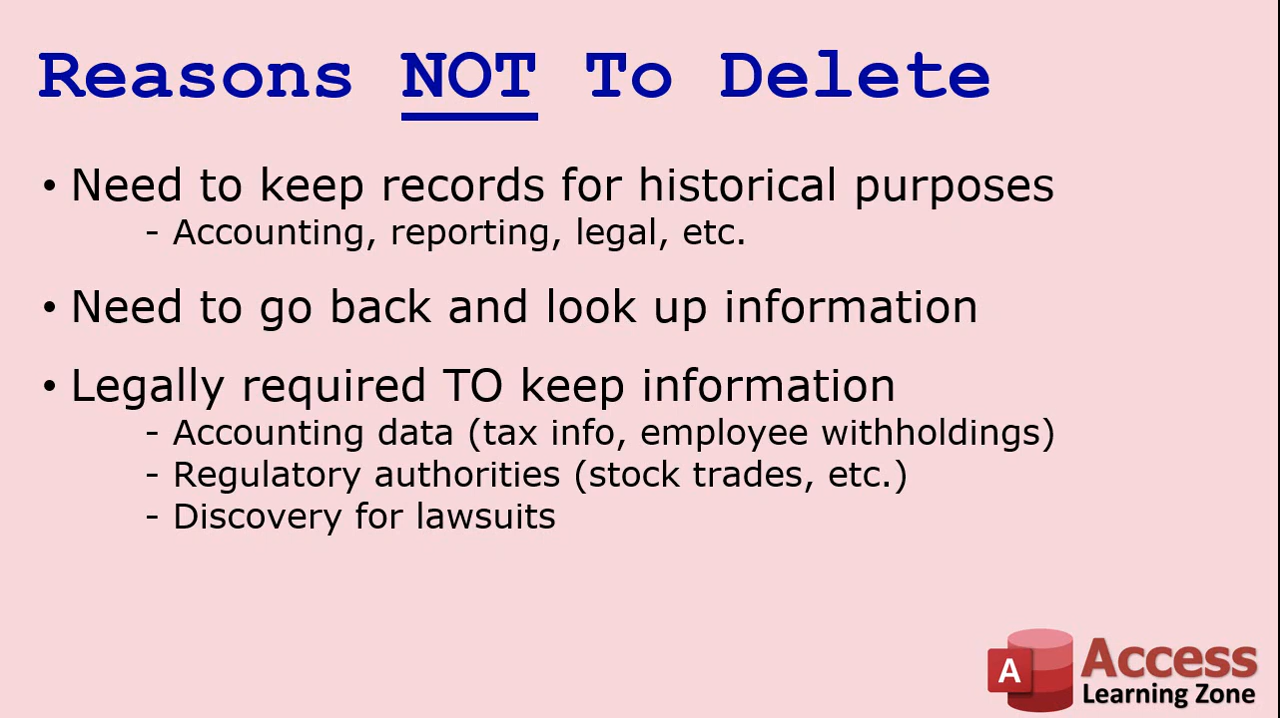 Reasons NOT To Delete
• Need to keep records for historical purposes
- Accounting, reporting, legal, etc.
• Need to go back and look up information
• Legally required TO keep information
- Accounting data (tax info, employee withholdings)
- Regulatory authorities (stock trades, etc.)
- Discovery for lawsuits
A
Access
Learning Zone